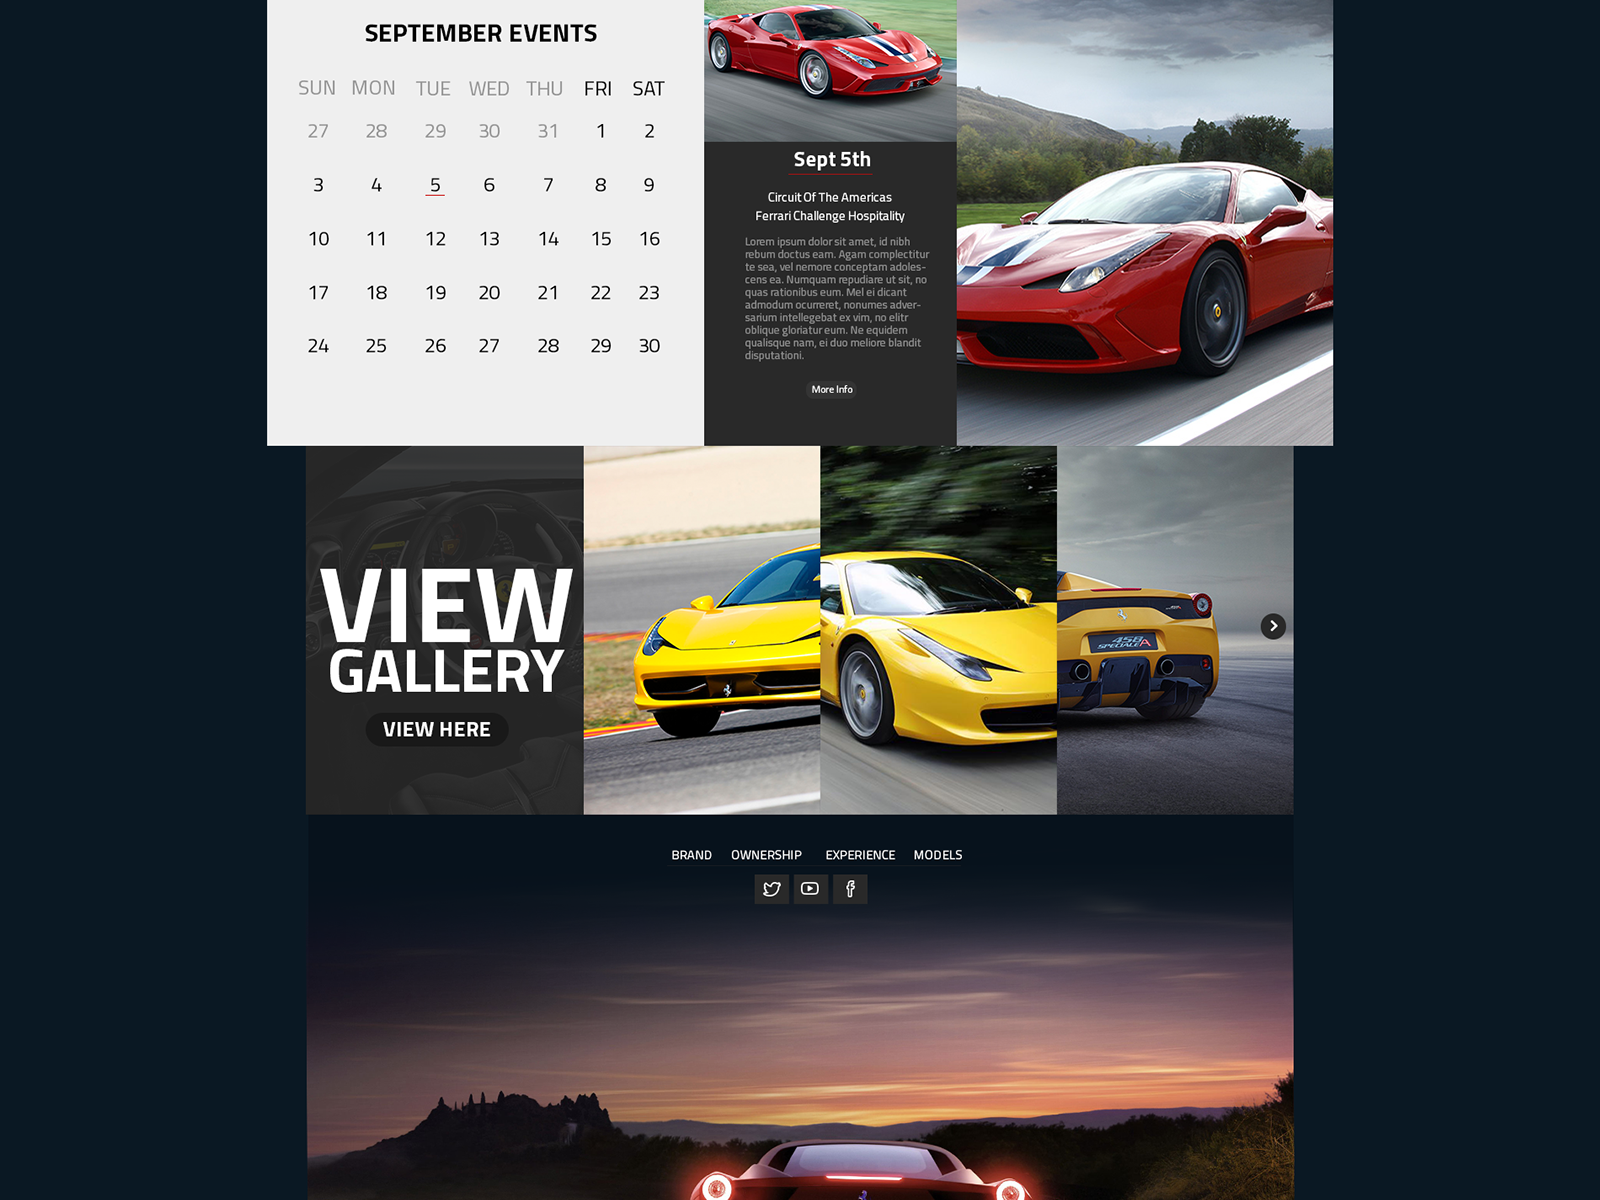 SEPTEMBER EVENTS
SUN MON TUE WED THU FRI SAT
27 28 29 30 31 1 2
3 4 5 6 7 8 9
10 11 12 13 14 15 16
17 18 19 20 21 22 23
24 25 26 27 28 29 30
Sept 5th
Circuit Of The Americas
Ferrari Challenge Hospitality
Lorem ipsum dolor sit amet, id nibh
rebum doctus eam. Agam complectitur
te sea, vel nemore conceptam adoles-
cens ea. Numquam repudiare ut sit, no
quas rationibus eum. Mel ei dicant
admodum ocurreret, nonumes adver-
sarium intellegebat ex vim, no elitr
oblique gloriatur eum. Ne equidem
qualisque nam, ei duo meliore blandit
disputationi.
More Info
VIEW
GALLERY
VIEW HERE
458
SPECIALE A
BRAND OWNERSHIP EXPERIENCE MODELS